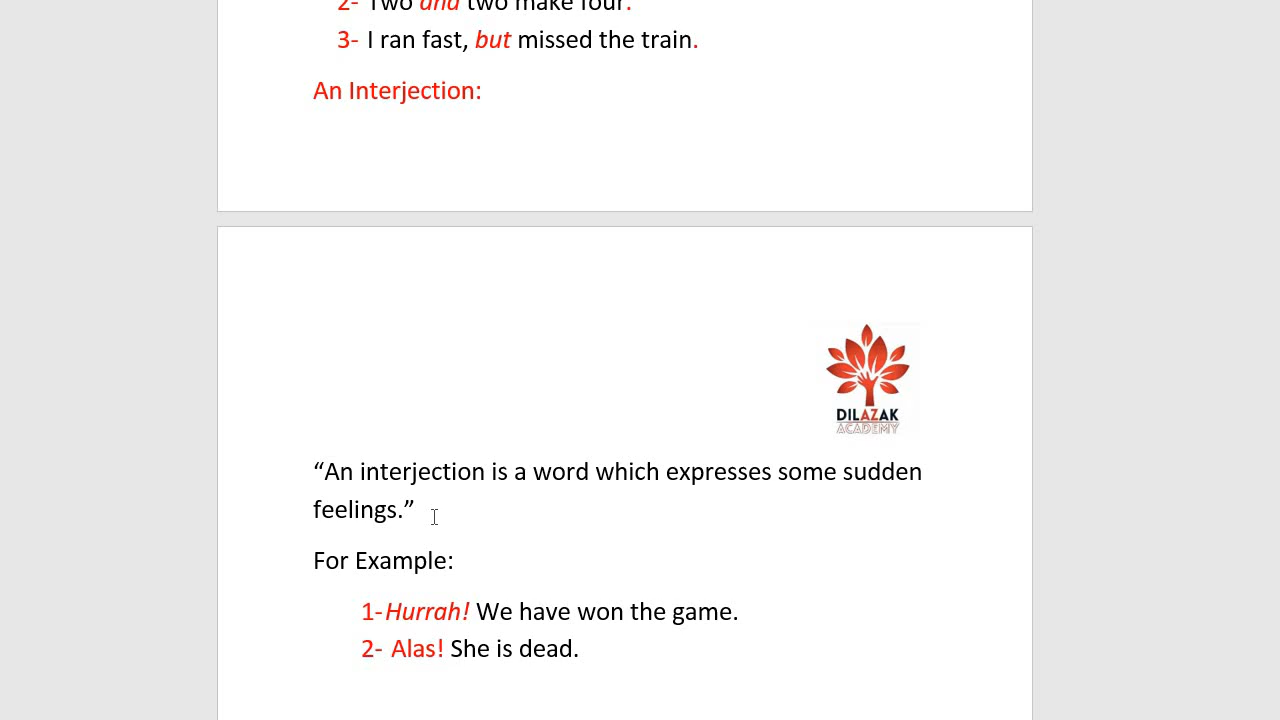 2- Two and two make four.
3- I ran fast, but missed the train.
An Interjection:
DILAZAK
ACADEMY
“An interjection is a word which expresses some sudden
feelings.”
For Example:
1- Hurrah! We have won the game.
2- Alas! She is dead.